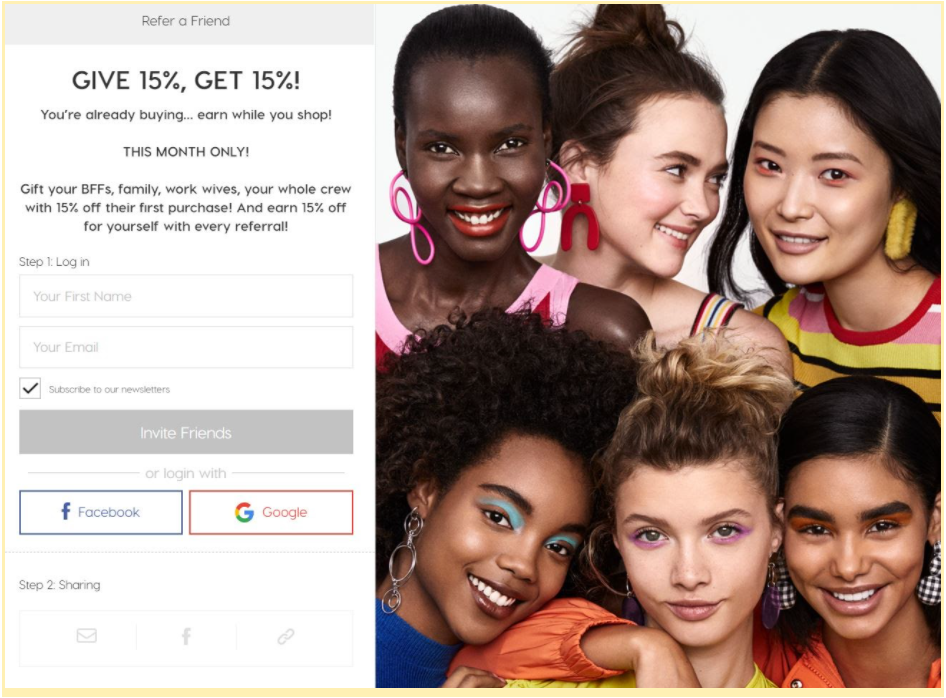 Refer a Friend
GIVE 15%, GET 15%!
You're already buying... earn while you shop!
THIS MONTH ONLY!
Gift your BFFs, family, work wives, your whole crew
with 15% off their first purchase! And earn 15% off
for yourself with every referral!
Step 1: Log in
Your First Name
Your Email
Subscribe to our newsletters
Invite Friends
or login with
Facebook
Google
Step 2: Sharing